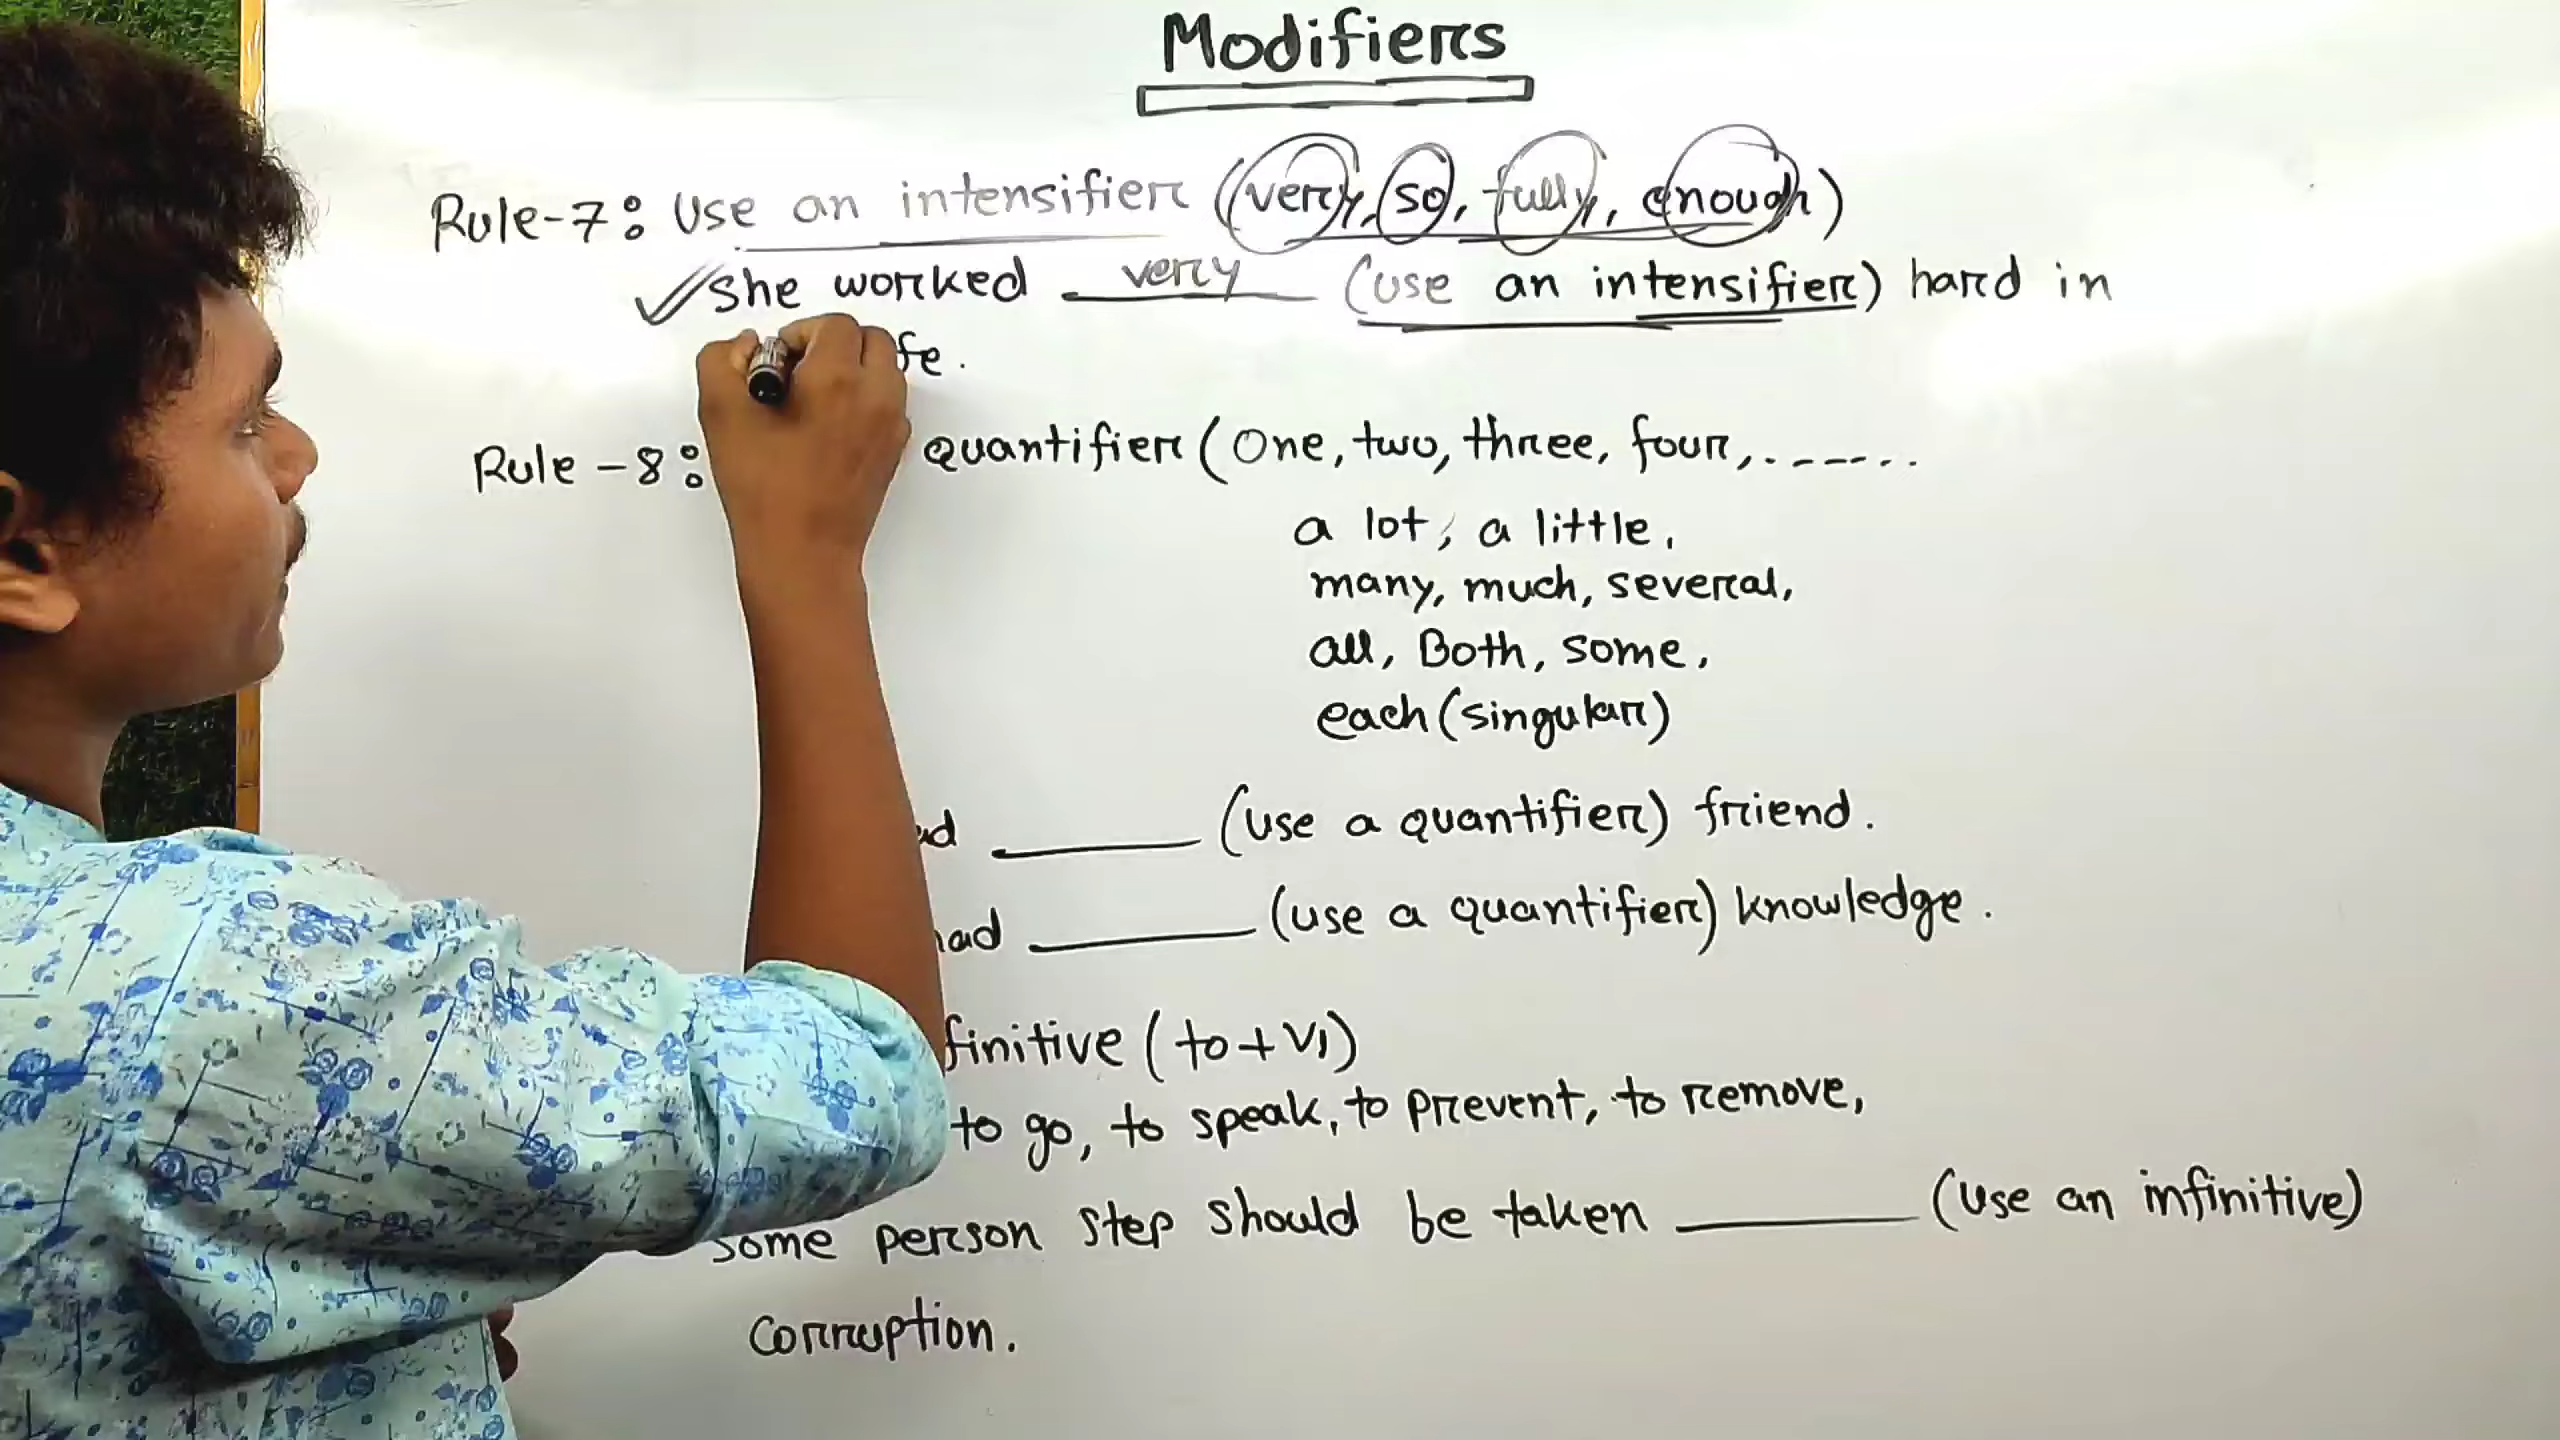 Modifiers
Rule-7: Use an intensifier (very, so, fully, enough)
She worked very (use an intensifier) hard in
fe.
Rule-8: quantifier (One, two, three, four, .......
a lot, a little,
many, much, several,
all, Both, some,
each (singular)
(use a quantifier) friend.
had (use a quantifier) knowledge.
finitive (to+V1)
to go, to speak, to prevent, to remove,
some person step should be taken (use an infinitive)
corruption.